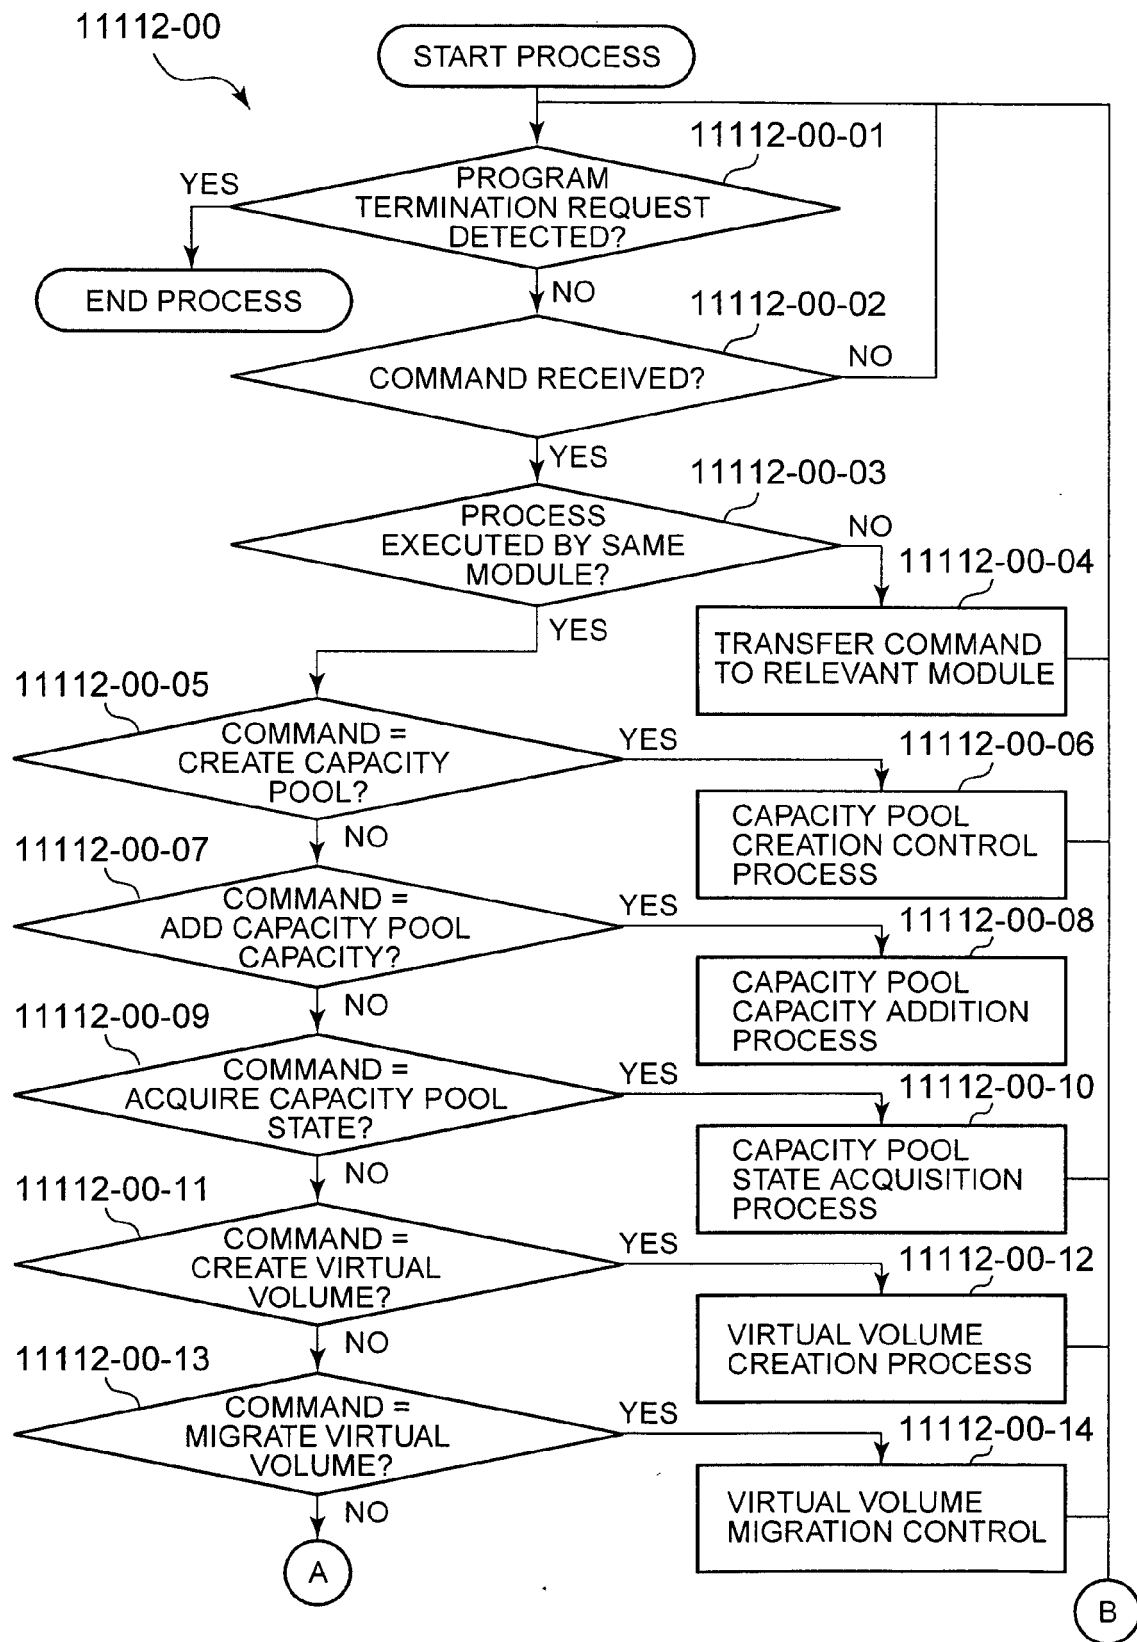 11112-00
START PROCESS
11112-00-01
PROGRAM
TERMINATION REQUEST
DETECTED?
YES
END PROCESS
NO
11112-00-02
COMMAND RECEIVED?
NO
YES
11112-00-03
PROCESS
EXECUTED BY SAME
MODULE?
NO
11112-00-04
TRANSFER COMMAND
TO RELEVANT MODULE
YES
11112-00-05
COMMAND =
CREATE CAPACITY
POOL?
YES
11112-00-06
CAPACITY POOL
CREATION CONTROL
PROCESS
NO
11112-00-07
COMMAND =
ADD CAPACITY POOL
CAPACITY?
YES
11112-00-08
CAPACITY POOL
CAPACITY ADDITION
PROCESS
NO
11112-00-09
COMMAND =
ACQUIRE CAPACITY POOL
STATE?
YES
11112-00-10
CAPACITY POOL
STATE ACQUISITION
PROCESS
NO
11112-00-11
COMMAND =
CREATE VIRTUAL
VOLUME?
YES
11112-00-12
VIRTUAL VOLUME
CREATION PROCESS
NO
11112-00-13
COMMAND =
MIGRATE VIRTUAL
VOLUME?
YES
11112-00-14
VIRTUAL VOLUME
MIGRATION CONTROL
NO
A
B